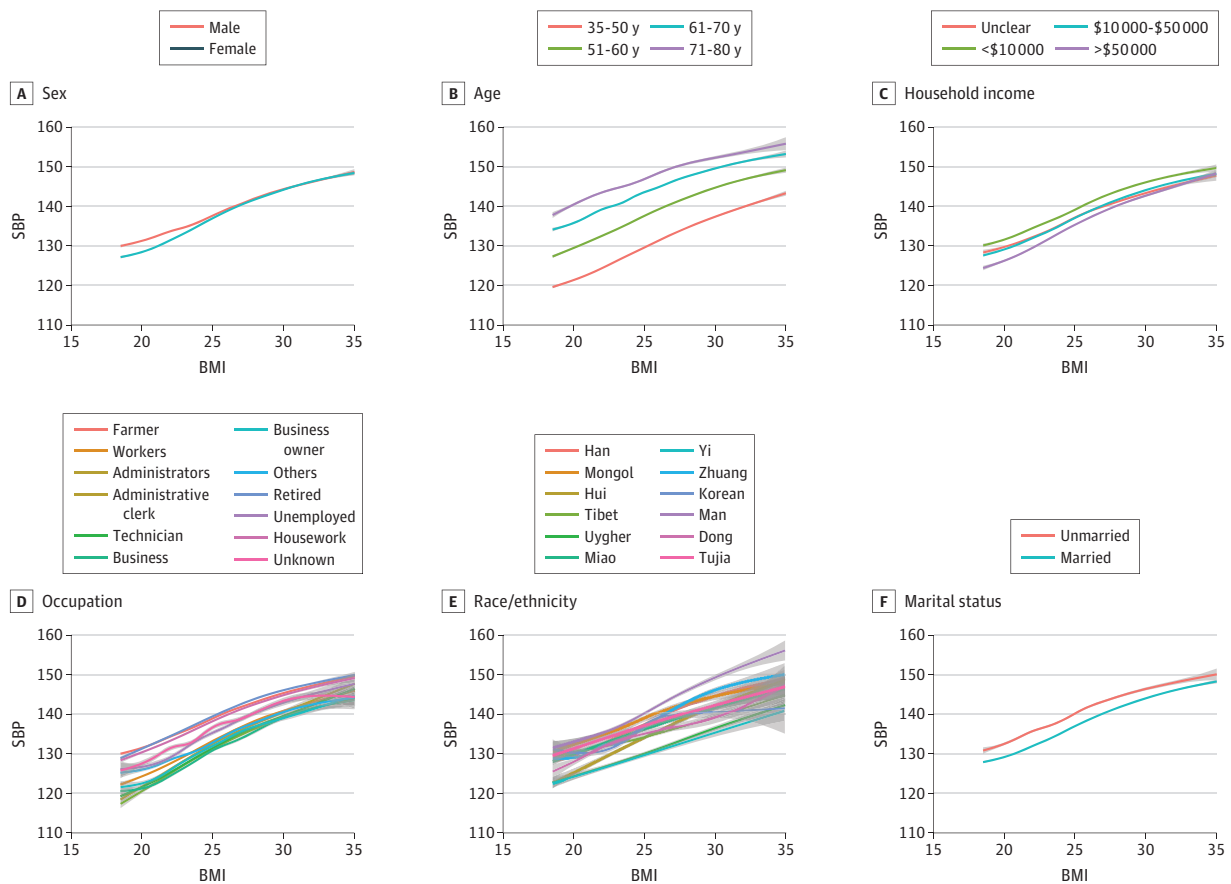 Male
Female
A Sex
160
150
140
130
120
110
SBP
15 20 25 30 35
BMI
35-50 y 61-70 y
51-60 y 71-80 y
B Age
160
150
140
130
120
110
SBP
15 20 25 30 35
BMI
Unclear $10 000-$50 000
<$10 000 >$50 000
C Household income
160
150
140
130
120
110
SBP
15 20 25 30 35
BMI
Farmer
Workers
Administrators
Administrative
clerk
Technician
Business
Business
owner
Others
Retired
Unemployed
Housework
Unknown
D Occupation
160
150
140
130
120
110
SBP
15 20 25 30 35
BMI
Han
Mongol
Hui
Tibet
Uygher
Miao
Yi
Zhuang
Korean
Man
Dong
Tujia
E Race/ethnicity
160
150
140
130
120
110
SBP
15 20 25 30 35
BMI
Unmarried
Married
F Marital status
160
150
140
130
120
110
SBP
15 20 25 30 35
BMI